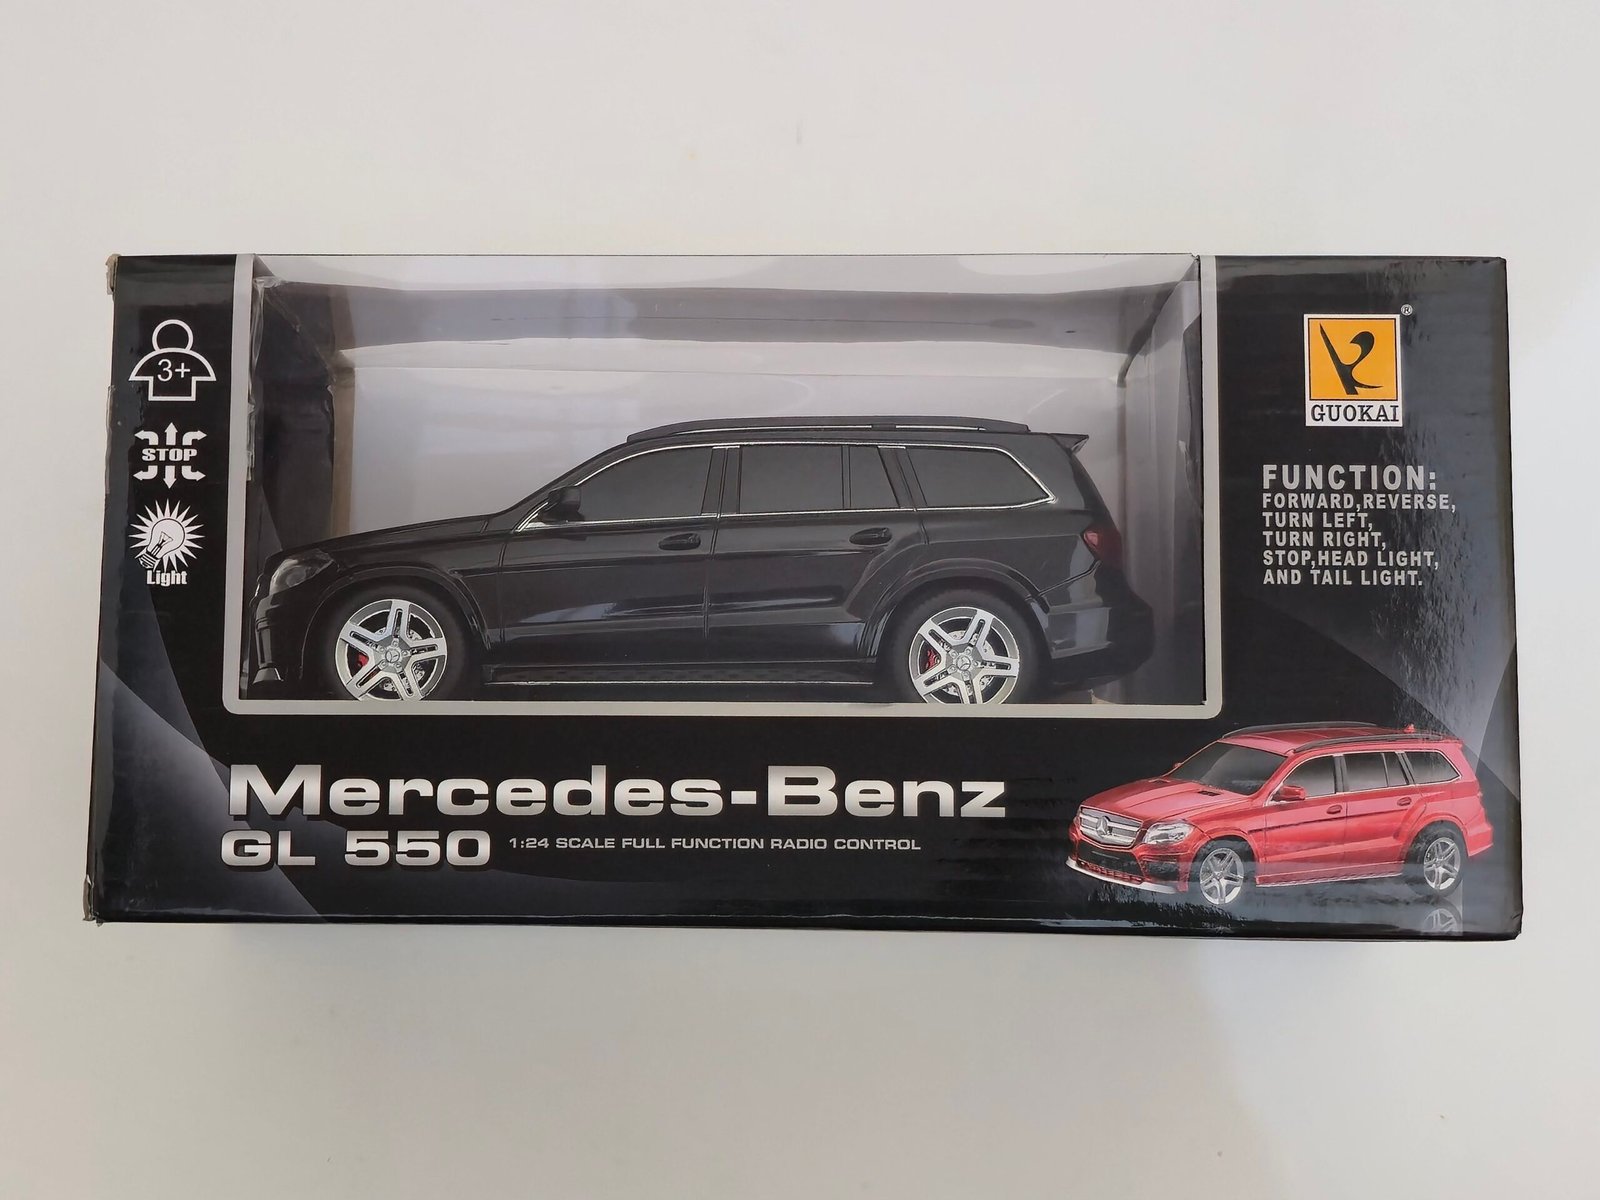 3+
STOP
Light
®
GUOKAI
FUNCTION:
FORWARD,REVERSE,
TURN LEFT,
TURN RIGHT,
STOP,HEAD LIGHT,
AND TAIL LIGHT.
Mercedes-Benz
GL 550 1:24 SCALE FULL FUNCTION RADIO CONTROL